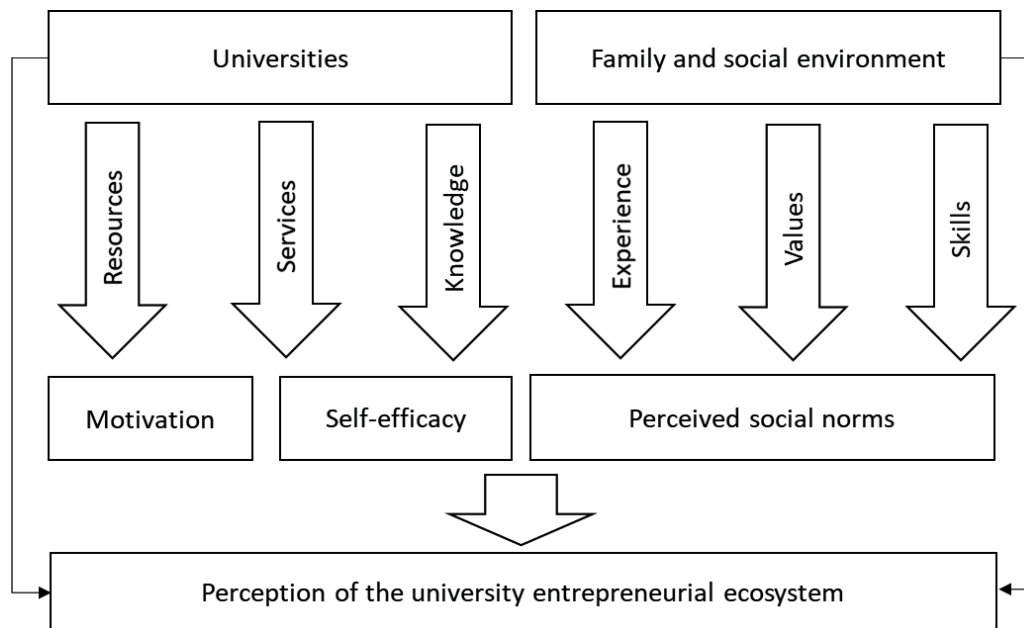 Universities
Family and social environment
Resources
Services
Knowledge
Experience
Values
Skills
Motivation
Self-efficacy
Perceived social norms
Perception of the university entrepreneurial ecosystem